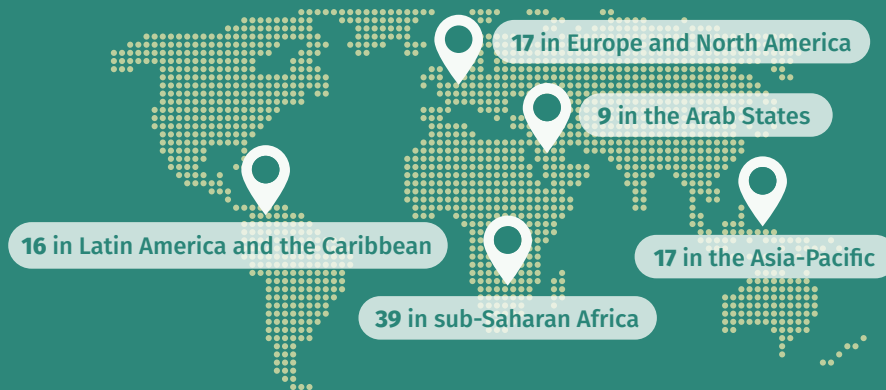 17 in Europe and North America
9 in the Arab States
16 in Latin America and the Caribbean
17 in the Asia-Pacific
39 in sub-Saharan Africa